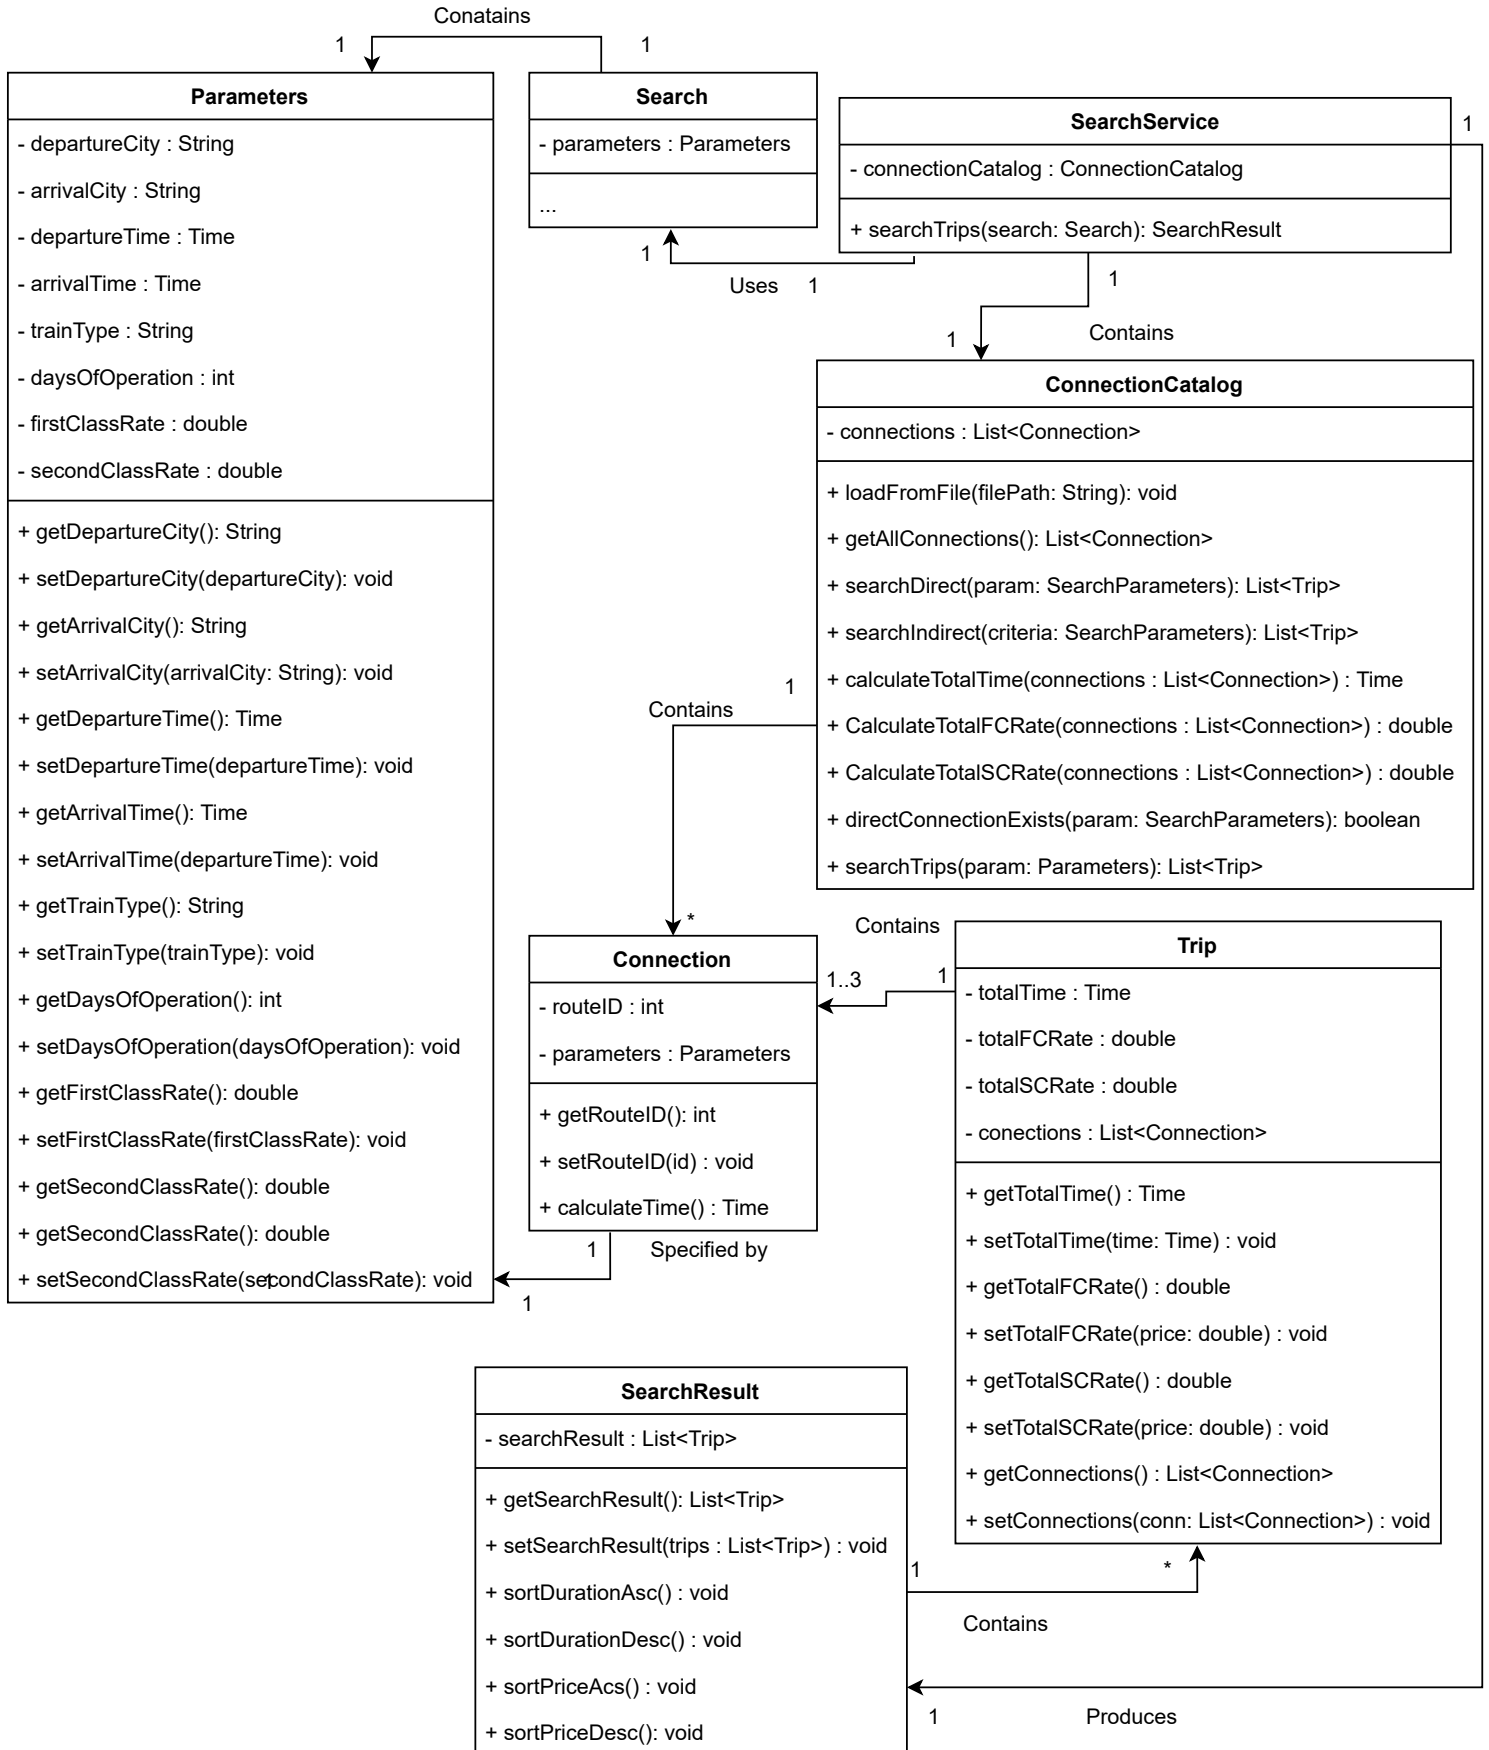 Conatains
1
1
Parameters
- departureCity : String
- arrivalCity : String
- departureTime : Time
- arrivalTime : Time
- trainType : String
- daysOfOperation : int
- firstClassRate : double
- secondClassRate : double
+ getDepartureCity(): String
+ setDepartureCity(departureCity): void
+ getArrivalCity(): String
+ setArrivalCity(arrivalCity: String): void
+ getDepartureTime(): Time
+ setDepartureTime(departureTime): void
+ getArrivalTime(): Time
+ setArrivalTime(departureTime): void
+ getTrainType(): String
+ setTrainType(trainType): void
+ getDaysOfOperation(): int
+ setDaysOfOperation(daysOfOperation): void
+ getFirstClassRate(): double
+ setFirstClassRate(firstClassRate): void
+ getSecondClassRate(): double
+ getSecondClassRate(): double
+ setSecondClassRate(secondClassRate): void
1
Search
- parameters : Parameters
...
1
Uses
1
SearchService
- connectionCatalog : ConnectionCatalog
+ searchTrips(search: Search): SearchResult
1
1
1
Contains
ConnectionCatalog
- connections : List<Connection>
+ loadFromFile(filePath: String): void
+ getAllConnections(): List<Connection>
+ searchDirect(param: SearchParameters): List<Trip>
+ searchIndirect(criteria: SearchParameters): List<Trip>
+ calculateTotalTime(connections : List<Connection>) : Time
+ CalculateTotalFCRate(connections : List<Connection>) : double
+ CalculateTotalSCRate(connections : List<Connection>) : double
+ directConnectionExists(param: SearchParameters): boolean
+ searchTrips(param: Parameters): List<Trip>
1
Contains
*
Connection
- routeID : int
- parameters : Parameters
+ getRouteID(): int
+ setRouteID(id) : void
+ calculateTime() : Time
1
Specified by
1
Contains
1..3
1
Trip
- totalTime : Time
- totalFCRate : double
- totalSCRate : double
- conections : List<Connection>
+ getTotalTime() : Time
+ setTotalTime(time: Time) : void
+ getTotalFCRate() : double
+ setTotalFCRate(price: double) : void
+ getTotalSCRate() : double
+ setTotalSCRate(price: double) : void
+ getConnections() : List<Connection>
+ setConnections(conn: List<Connection>) : void
SearchResult
- searchResult : List<Trip>
+ getSearchResult(): List<Trip>
+ setSearchResult(trips : List<Trip>) : void
+ sortDurationAsc() : void
+ sortDurationDesc() : void
+ sortPriceAcs() : void
+ sortPriceDesc(): void
1
*
Contains
1
Produces